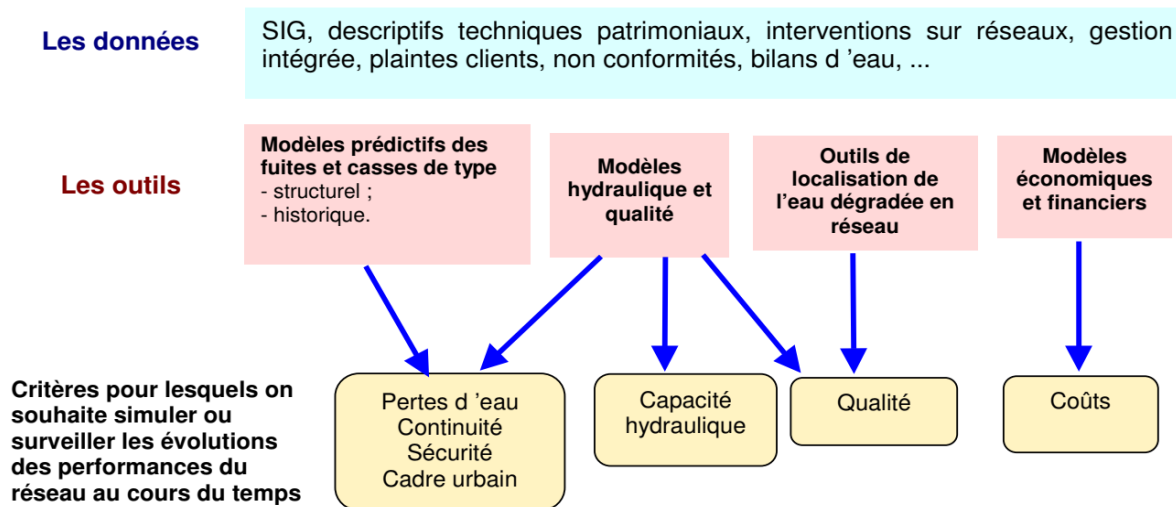 Les données
SIG, descriptifs techniques patrimoniaux, interventions sur réseaux, gestion
intégrée, plaintes clients, non conformités, bilans d 'eau, ...
Les outils
Modèles prédictifs des
fuites et casses de type
- structurel ;
- historique.
Modèles
hydraulique et
qualité
Outils de
localisation de
l'eau dégradée en
réseau
Modèles
économiques
et financiers
Critères pour lesquels on
souhaite simuler ou
surveiller les évolutions
des performances du
réseau au cours du temps
Pertes d 'eau
Continuité
Sécurité
Cadre urbain
Capacité
hydraulique
Qualité
Coûts